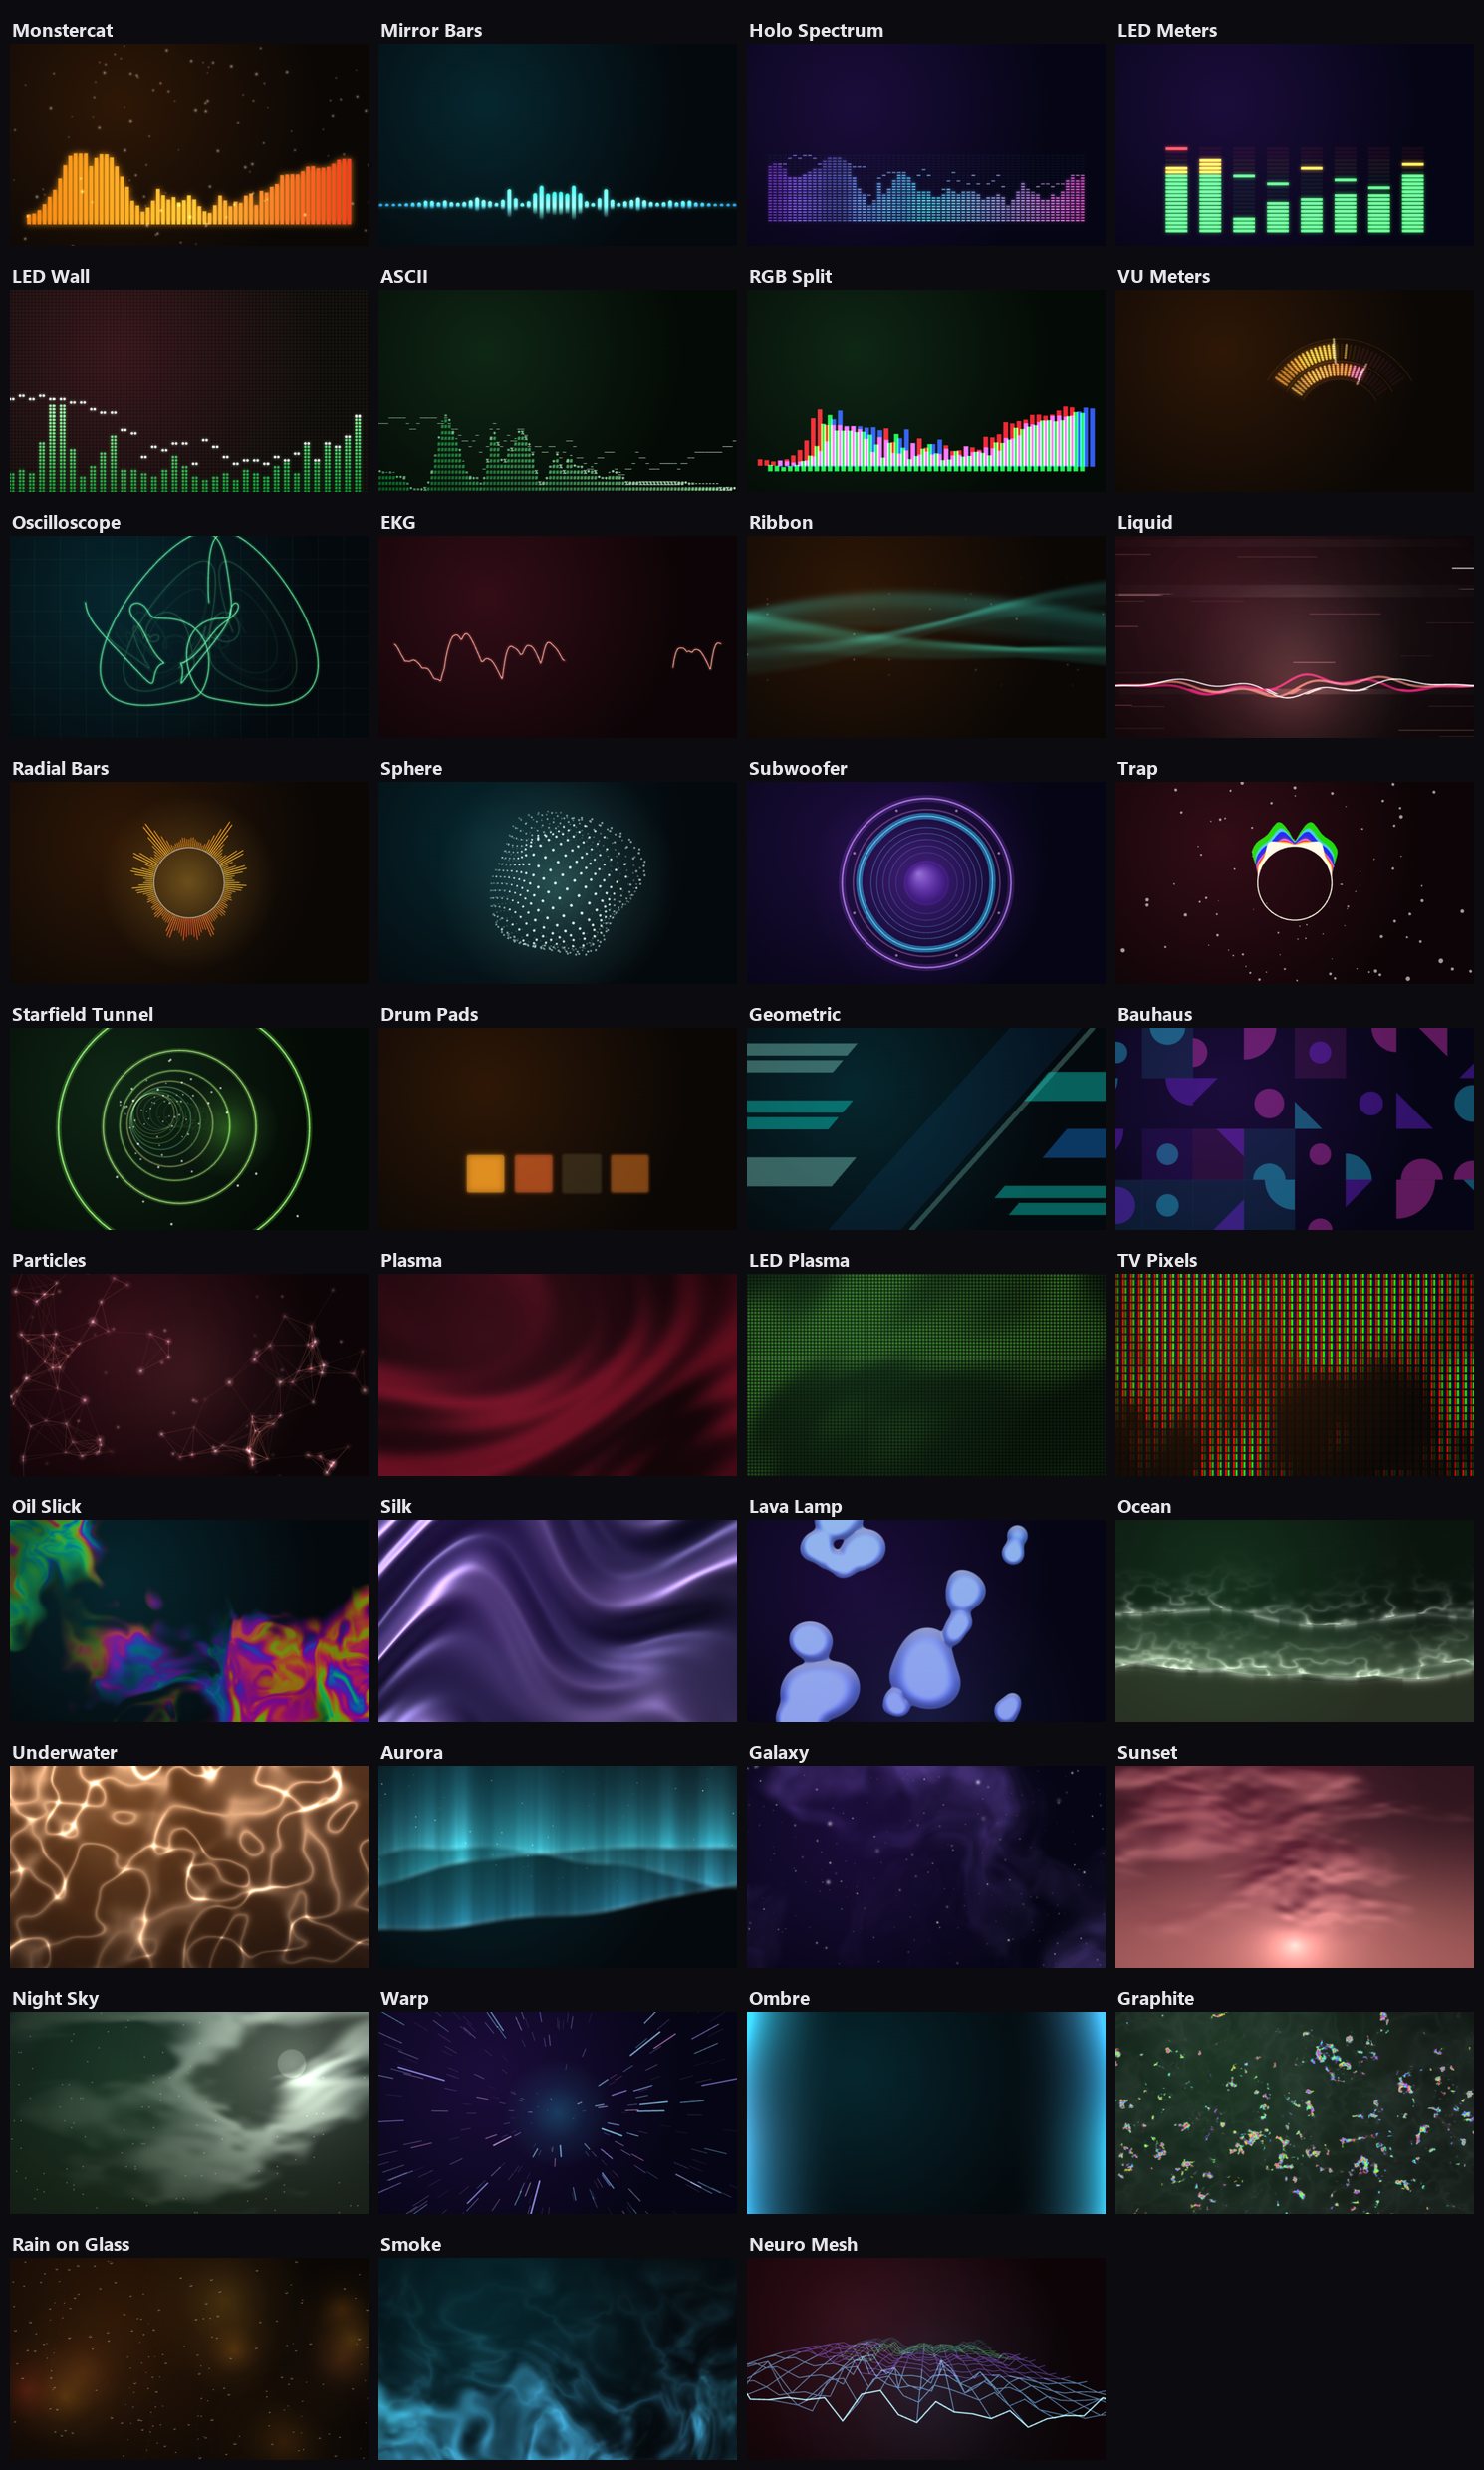 Monstercat
Mirror Bars
Holo Spectrum
LED Meters
LED Wall
ASCII
RGB Split
VU Meters
Oscilloscope
EKG
Ribbon
Liquid
Radial Bars
Sphere
Subwoofer
Trap
Starfield Tunnel
Drum Pads
Geometric
Bauhaus
Particles
Plasma
LED Plasma
TV Pixels
Oil Slick
Silk
Lava Lamp
Ocean
Underwater
Aurora
Galaxy
Sunset
Night Sky
Warp
Ombre
Graphite
Rain on Glass
Smoke
Neuro Mesh